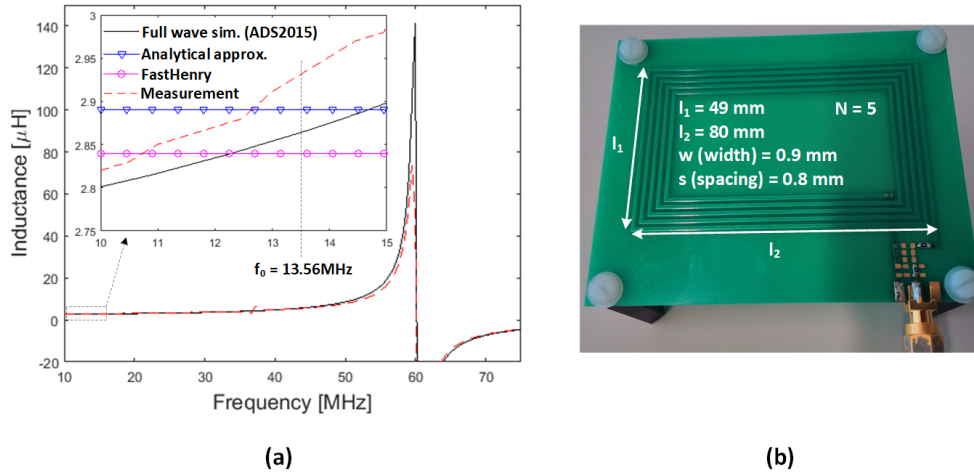 Inductance [μH]
140
120
100
80
60
40
20
0
-20
10
20
30
40
50
60
70
Frequency [MHz]
3
2.95
2.9
2.85
2.8
2.75
10
11
12
13
14
15
Full wave sim. (ADS2015)
Analytical approx.
FastHenry
Measurement
f₀ = 13.56MHz
(a)
l₁ = 49 mm
N = 5
l₂ = 80 mm
w (width) = 0.9 mm
s (spacing) = 0.8 mm
l₁
l₂
(b)